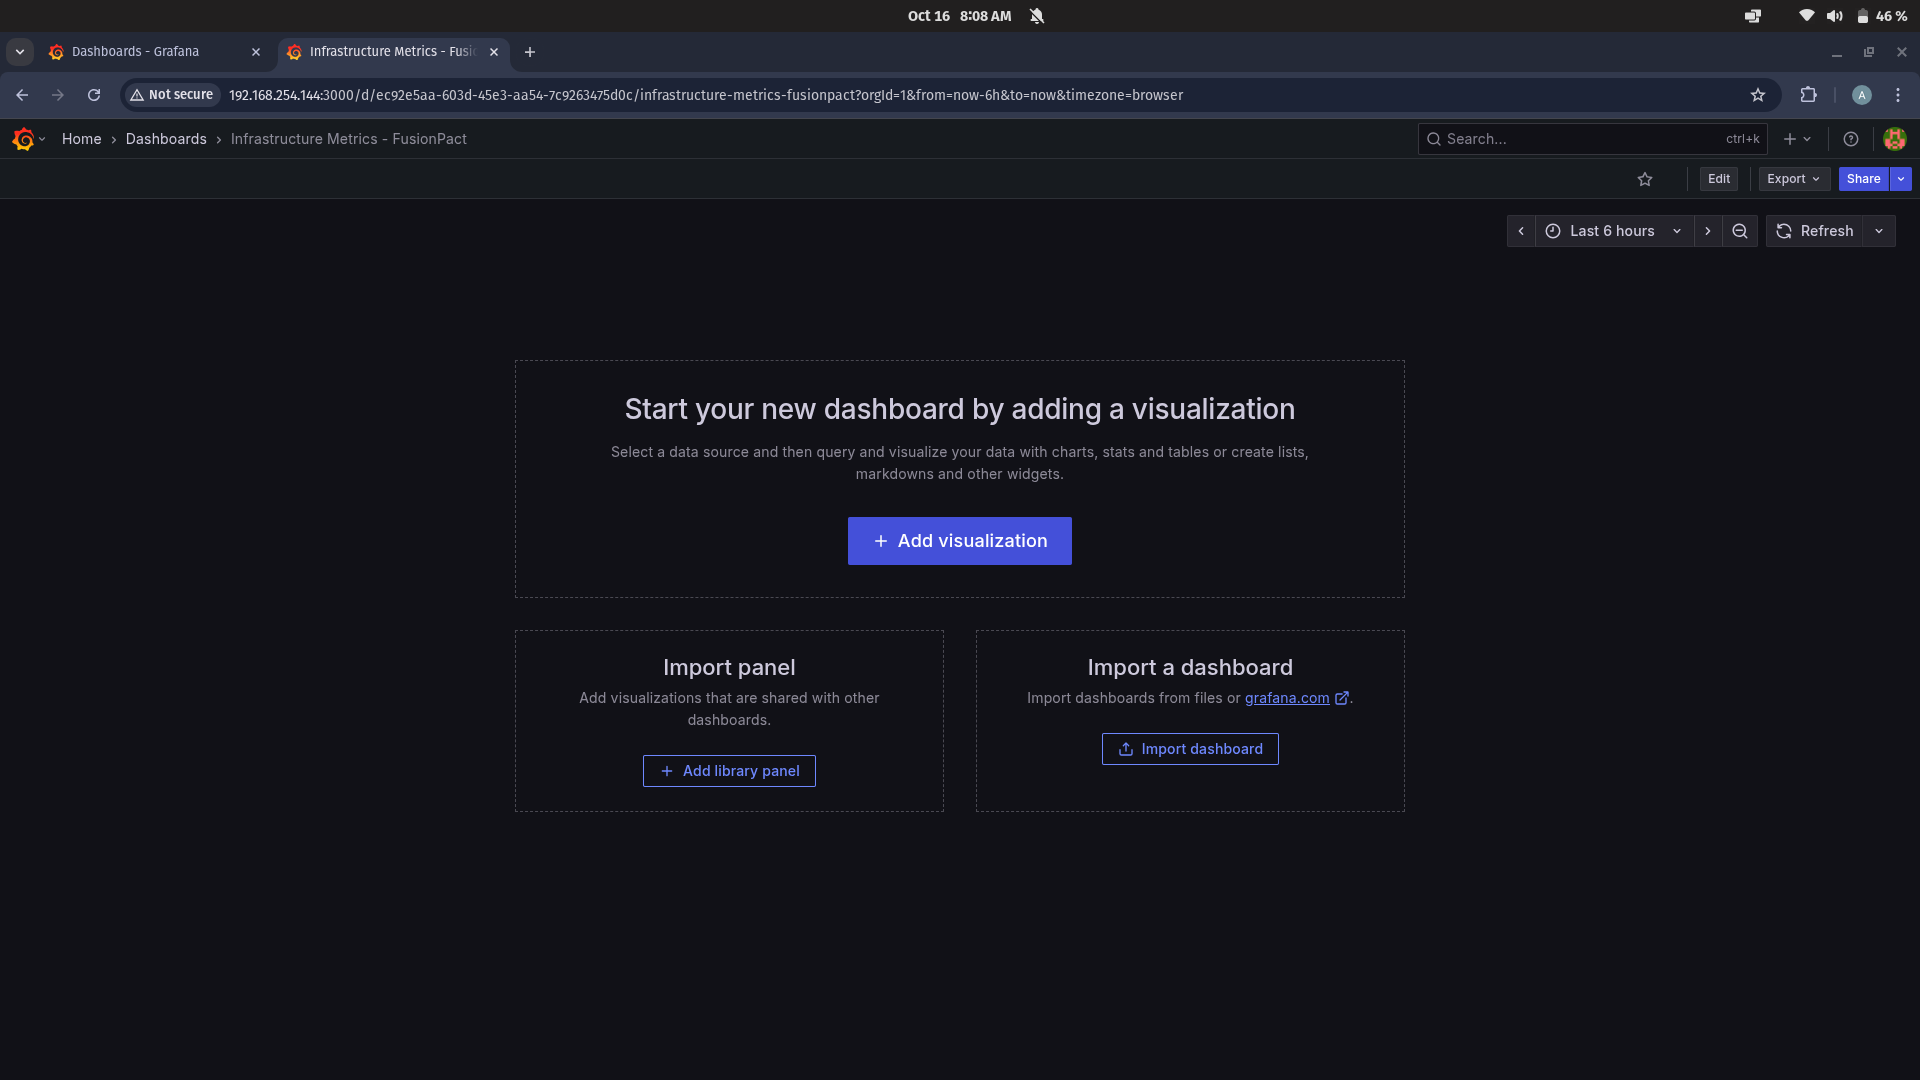 Oct 16 8:08 AM
46 %
Dashboards - Grafana
Infrastructure Metrics - Fusi
Not secure
192.168.254.144:3000/d/ec92e5aa-603d-45e3-aa54-7c9263475d0c/infrastructure-metrics-fusionpact?orgId=1&from=now-6h&to=now&timezone=browser
A
Home › Dashboards › Infrastructure Metrics - FusionPact
Search...
ctrl+k
Edit
Export
Share
Last 6 hours
Refresh
Start your new dashboard by adding a visualization
Select a data source and then query and visualize your data with charts, stats and tables or create lists,
markdowns and other widgets.
+ Add visualization
Import panel
Add visualizations that are shared with other
dashboards.
+ Add library panel
Import a dashboard
Import dashboards from files or grafana.com .
Import dashboard